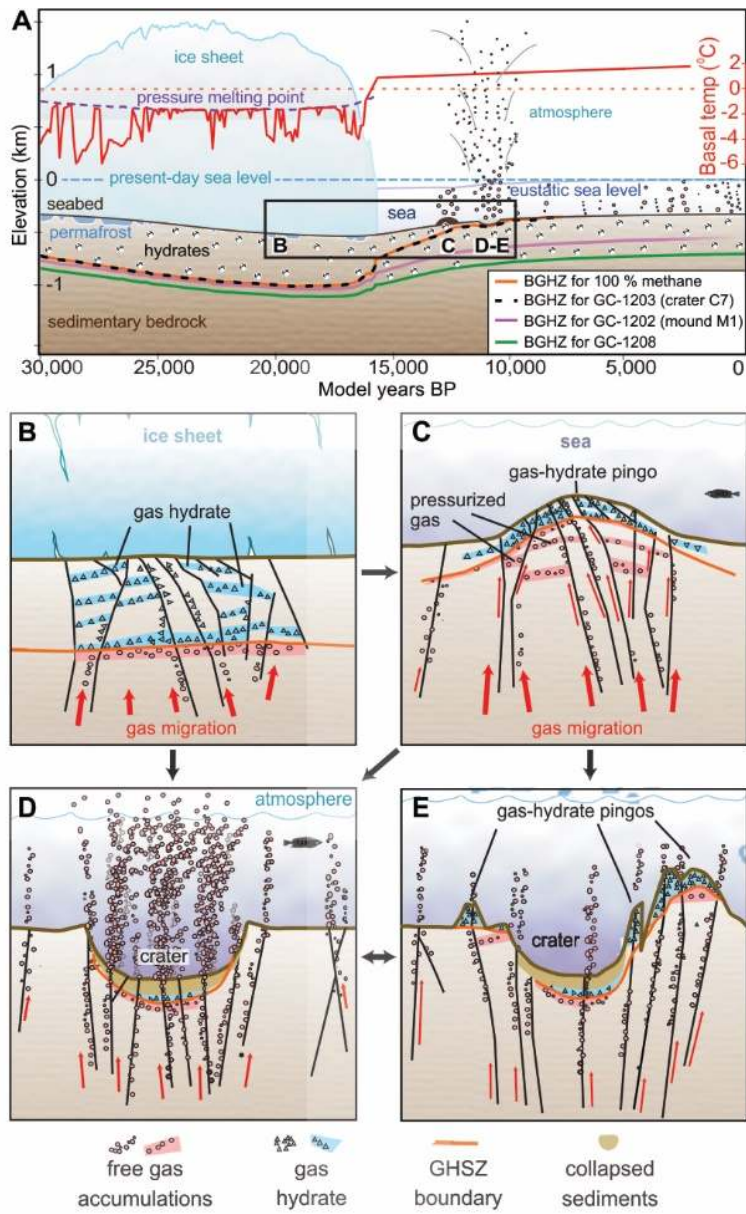 A
ice sheet
pressure melting point
atmosphere
present-day sea level
eustatic sea level
seabed
sea
permafrost
hydrates
B
C
D-E
sedimentary bedrock
Elevation (km)
1
0
-1
Basal temp (°C)
2
0
-2
-4
-6
BGHZ for 100 % methane
BGHZ for GC-1203 (crater C7)
BGHZ for GC-1202 (mound M1)
BGHZ for GC-1208
30,000
25,000
20,000
15,000
10,000
5,000
0
Model years BP
B
ice sheet
gas hydrate
gas migration
C
sea
gas-hydrate pingo
pressurized
gas
gas migration
D
atmosphere
crater
E
gas-hydrate pingos
crater
free gas
accumulations
gas
hydrate
GHSZ
boundary
collapsed
sediments